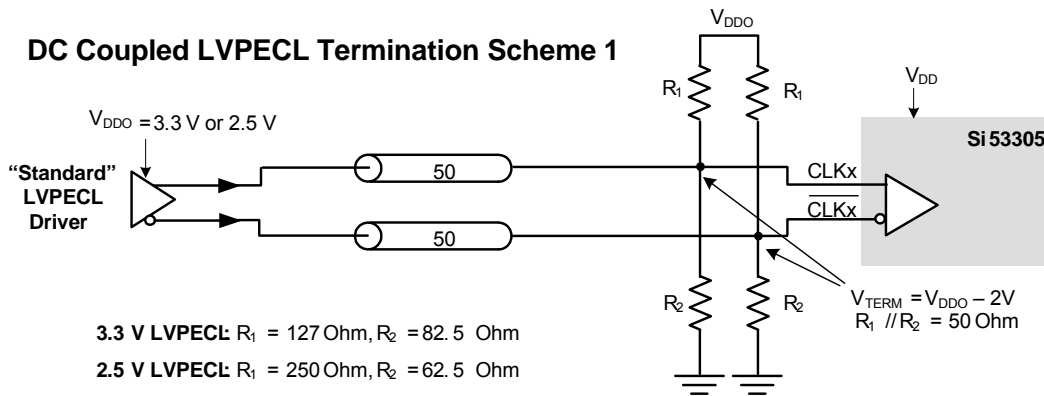 DC Coupled LVPECL Termination Scheme 1
VDDO
R1
R1
VDD
VDDO = 3.3 V or 2.5 V
Si 53305
“Standard”
LVPECL
Driver
50
CLKx
CLKx
50
R2
R2
VTERM = VDDO – 2V
R1 // R2 = 50 Ohm
3.3 V LVPECL: R1 = 127 Ohm, R2 = 82.5 Ohm
2.5 V LVPECL: R1 = 250 Ohm, R2 = 62.5 Ohm